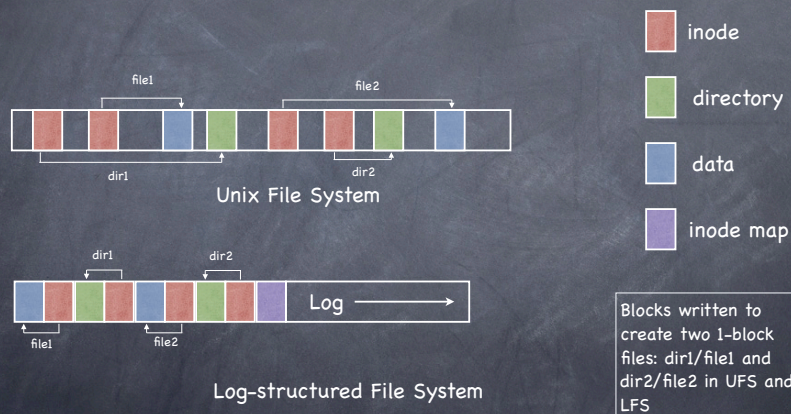 file1
file2
dir1
dir2
Unix File System
dir1
dir2
Log
file1
file2
Log-structured File System
inode
directory
data
inode map
Blocks written to
create two 1-block
files: dir1/file1 and
dir2/file2 in UFS and
LFS